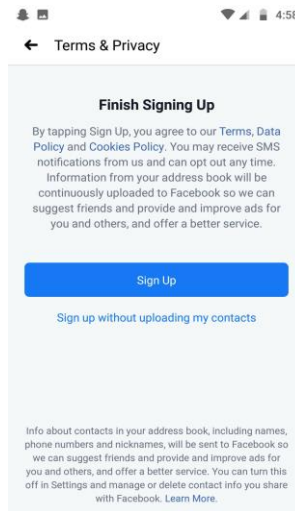 4:58
Terms & Privacy
Finish Signing Up
By tapping Sign Up, you agree to our Terms, Data
Policy and Cookies Policy. You may receive SMS
notifications from us and can opt out any time.
Information from your address book will be
continuously uploaded to Facebook so we can
suggest friends and provide and improve ads for
you and others, and offer a better service.
Sign Up
Sign up without uploading my contacts
Info about contacts in your address book, including names,
phone numbers and nicknames, will be sent to Facebook so
we can suggest friends and provide and improve ads for
you and others, and offer a better service. You can turn this
off in Settings and manage or delete contact info you share
with Facebook. Learn More.